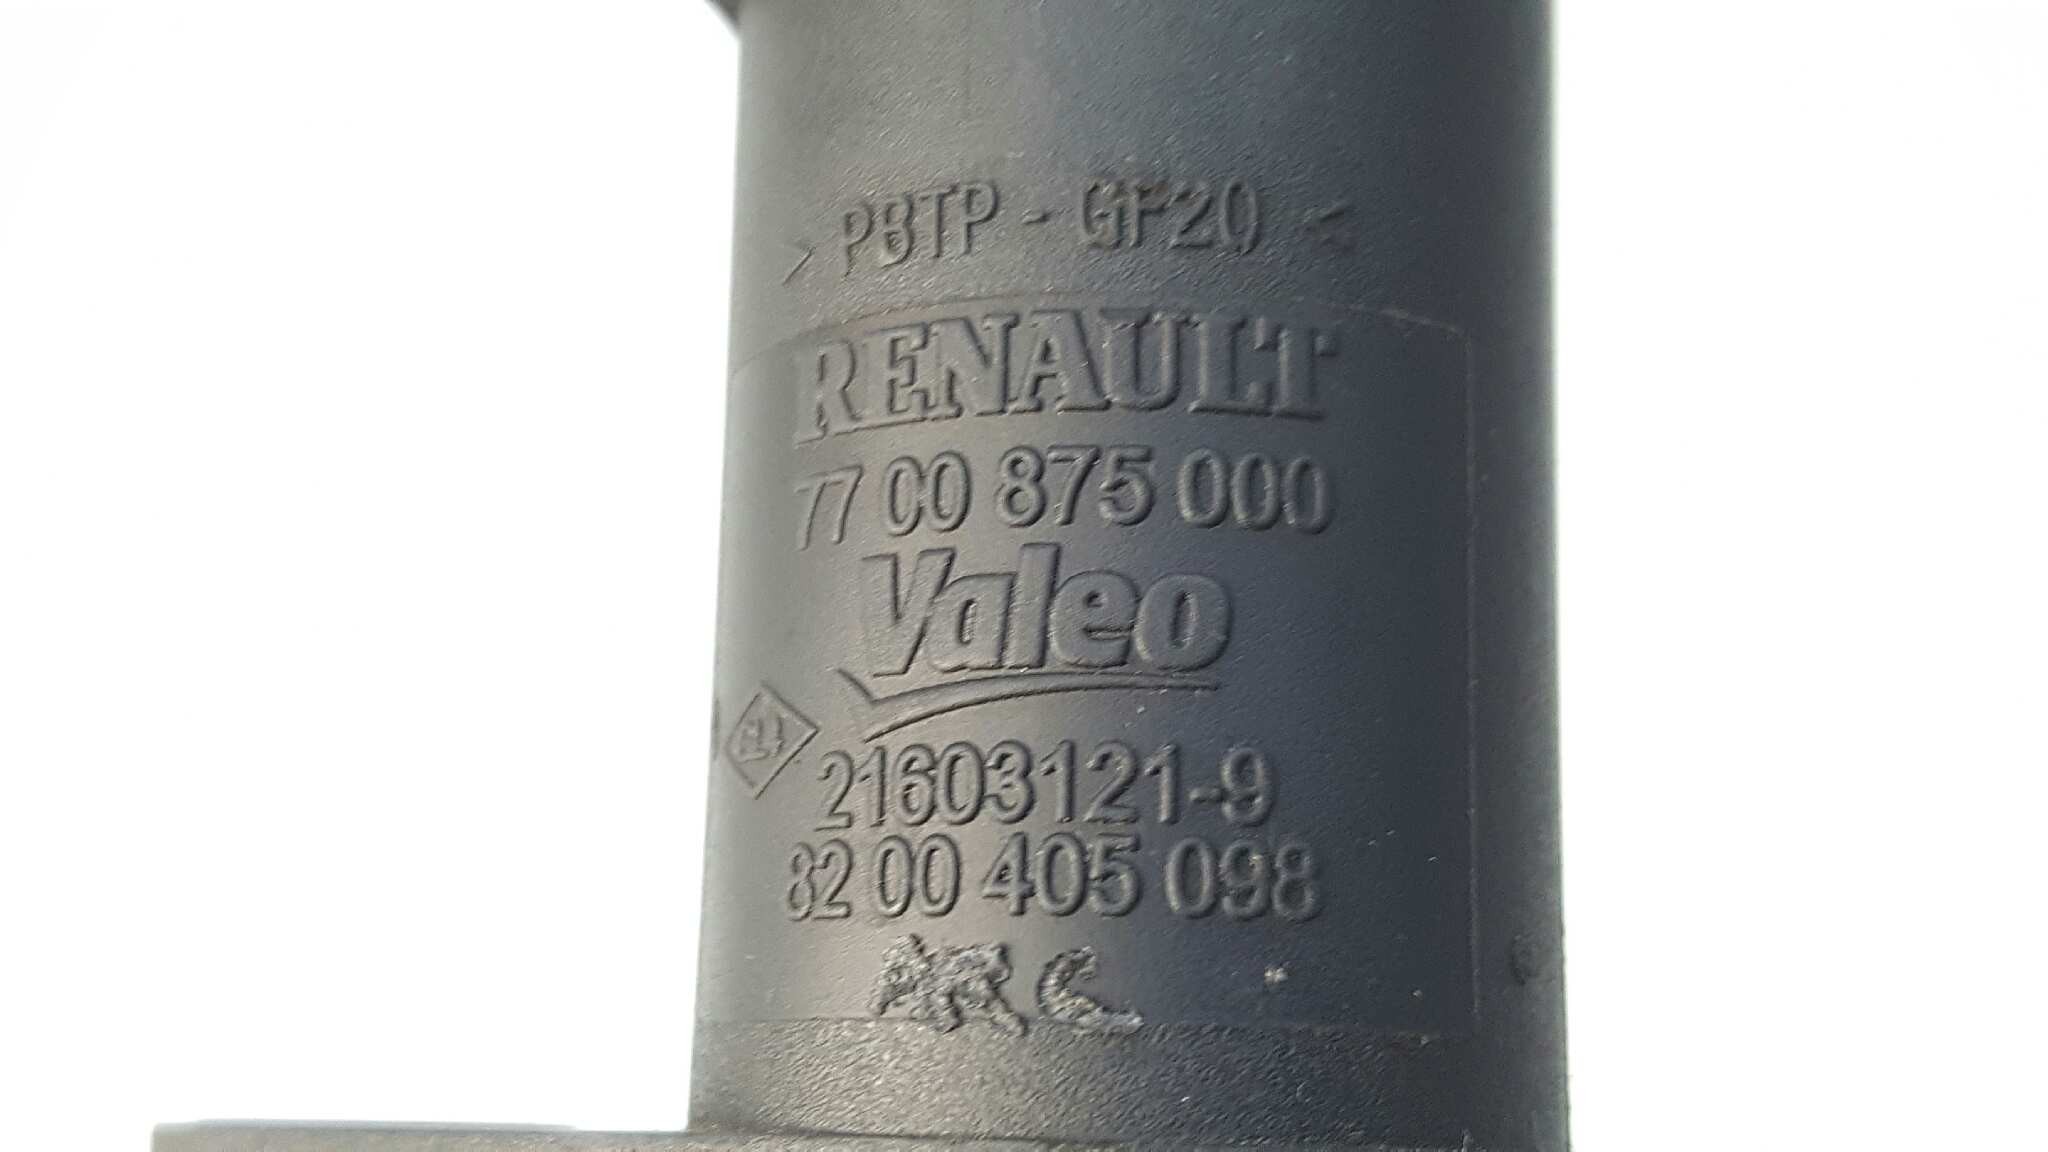 > PBTP - GF20 <
RENAULT
77 00 875 000
Valeo
21603121-9
82 00 405 098